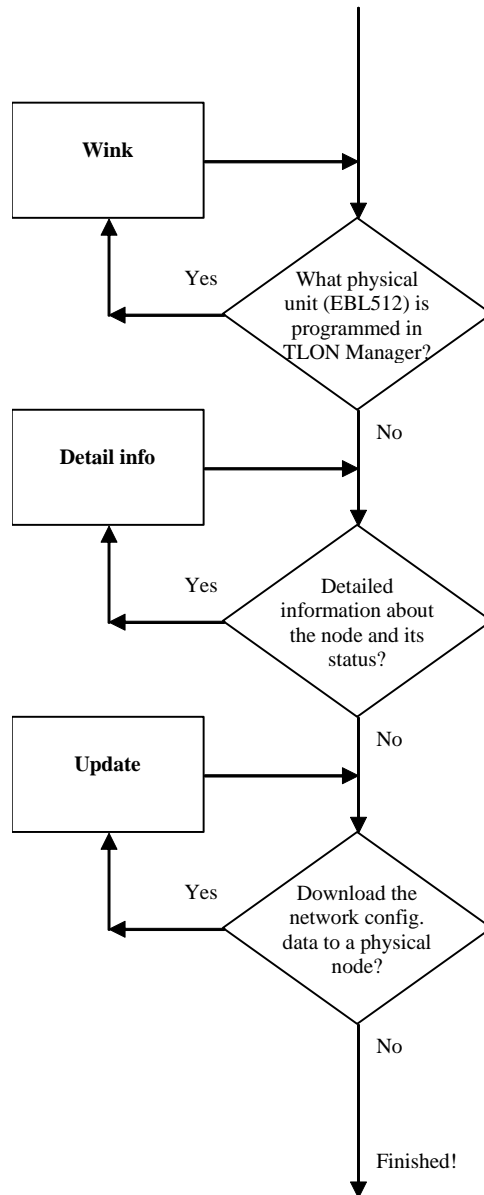 Wink
Yes
What physical
unit (EBL512) is
programmed in
TLON Manager?
No
Detail info
Yes
Detailed
information about
the node and its
status?
No
Update
Yes
Download the
network config.
data to a physical
node?
No
Finished!